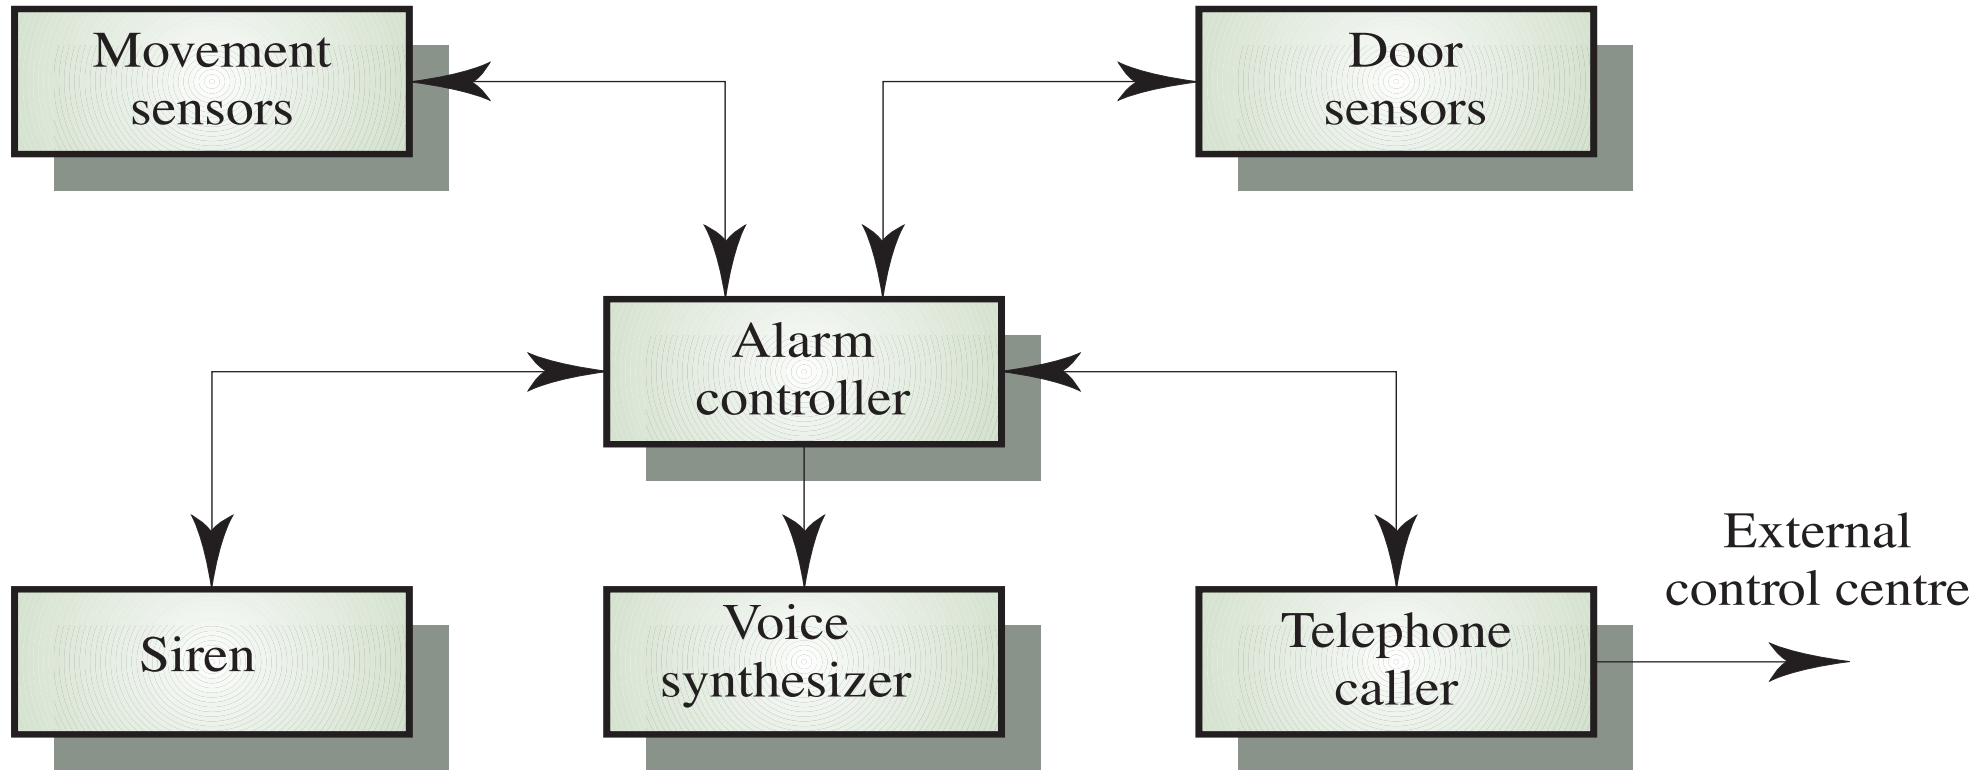 Movement
sensors
Door
sensors
Alarm
controller
External
control centre
Siren
Voice
synthesizer
Telephone
caller